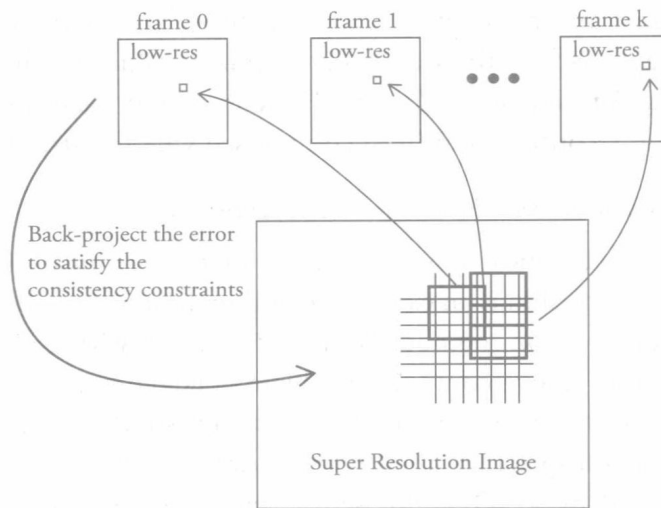 frame 0
frame 1
frame k
low-res
low-res
low-res
Back-project the error
to satisfy the
consistency constraints
Super Resolution Image